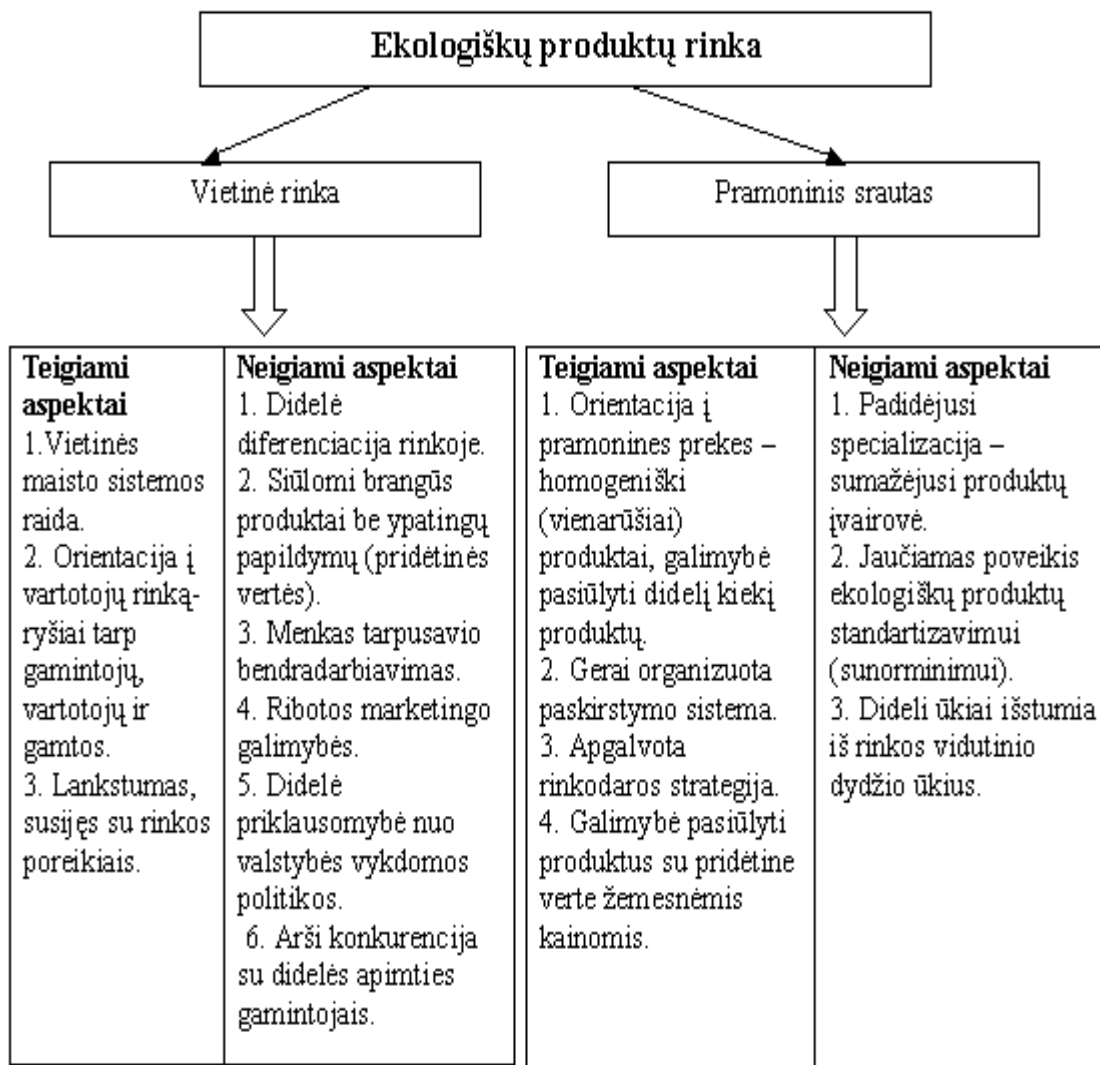 Ekologiškų produktų rinka
Vietinė rinka
Pramoninis srautas
Teigiami
aspektai
1.Vietinės
maisto sistemos
raida.
2. Orientacija į
vartotojų rinką-
ryšiai tarp
gamintojų,
vartotojų ir
gamtos.
3. Lankstumas,
susijęs su rinkos
poreikiais.
Neigiami aspektai
1. Didelė
diferenciacija rinkoje.
2. Siūlomi brangūs
produktai be ypatingų
papildymų (pridėtinės
vertės).
3. Menkas tarpusavio
bendradarbiavimas.
4. Ribotos marketingo
galimybės.
5. Didelė
priklausomybė nuo
valstybės vykdomos
politikos.
6. Arši konkurencija
su didelės apimties
gamintojais.
Teigiami aspektai
1. Orientacija į
pramonines prekes –
homogeniški
(vienarūšiai)
produktai, galimybė
pasiūlyti didelį kiekį
produktų.
2. Gerai organizuota
paskirstymo sistema.
3. Apgalvota
rinkodaros strategija.
4. Galimybė pasiūlyti
produktus su pridėtine
verte žemesnėmis
kainomis.
Neigiami aspektai
1. Padidėjusi
specializacija –
sumažėjusi produktų
įvairovė.
2. Jaučiamas poveikis
ekologiškų produktų
standartizavimui
(sunorminimui).
3. Dideli ūkiai išstumia
iš rinkos vidutinio
dydžio ūkius.